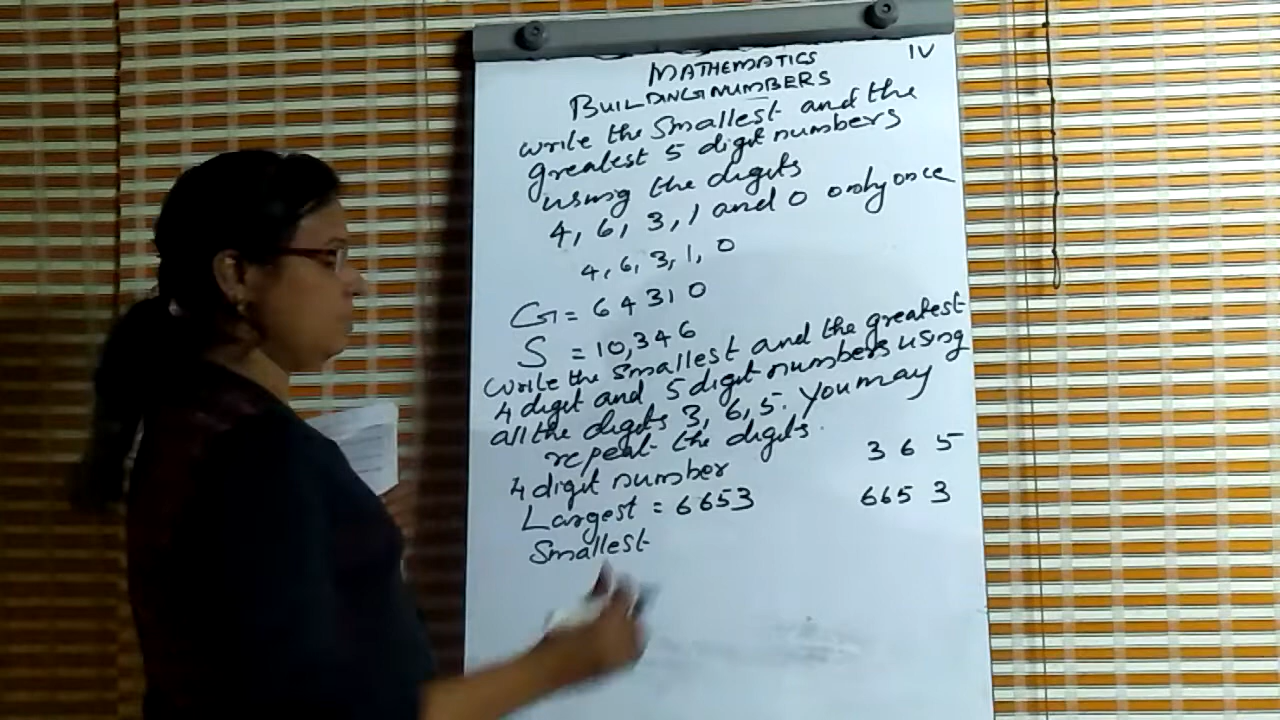 MATHEMATICS IV
BUILDING NUMBERS
write the smallest and the
greatest 5 digit numbers
using the digits
4, 6, 3, 1 and 0 only once
4, 6, 3, 1, 0
G = 64310
S = 10,346
Write the smallest and the greatest
4 digit and 5 digit numbers using
all the digits 3, 6, 5. You may
repeat the digits.
4 digit number 3 6 5
Largest = 6653 665 3
Smallest